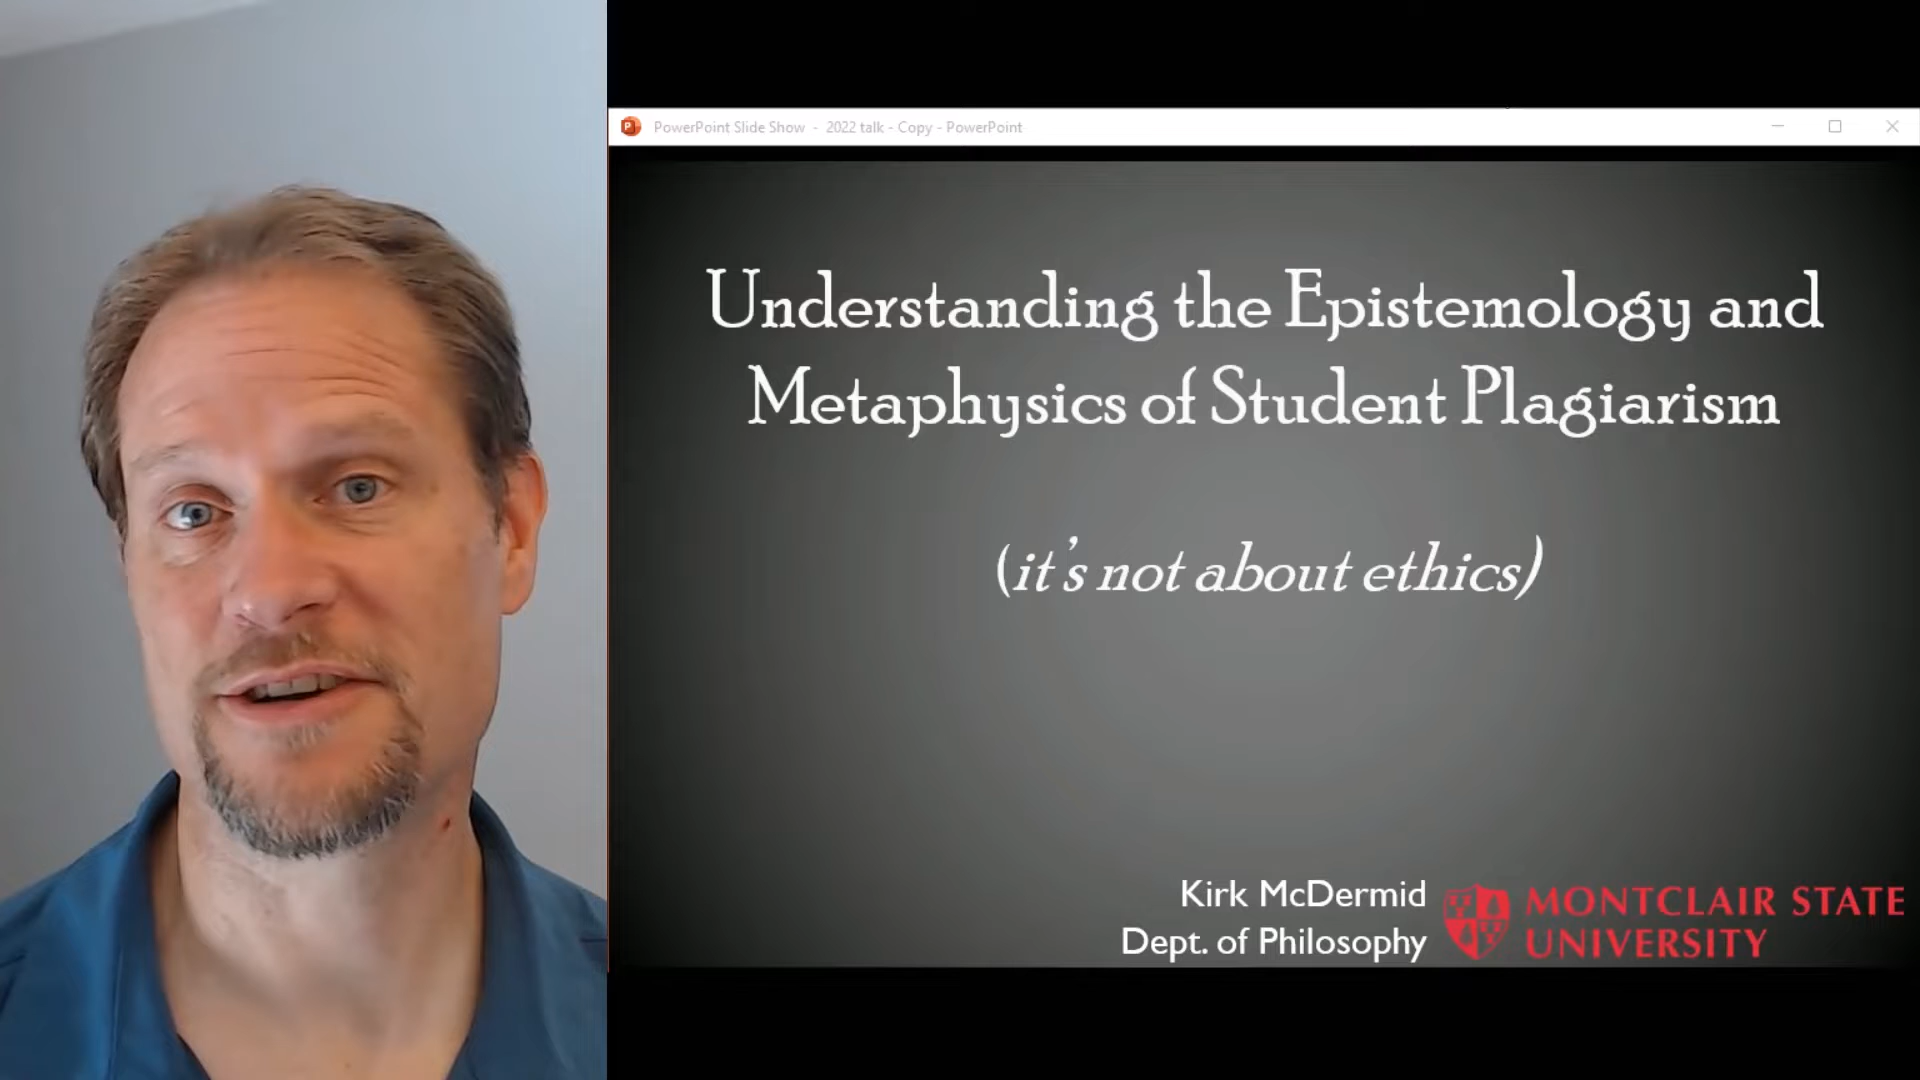 PowerPoint Slide Show - 2022 talk - Copy - PowerPoint
Understanding the Epistemology and
Metaphysics of Student Plagiarism
(it's not about ethics)
Kirk McDermid
Dept. of Philosophy
MONTCLAIR STATE
UNIVERSITY